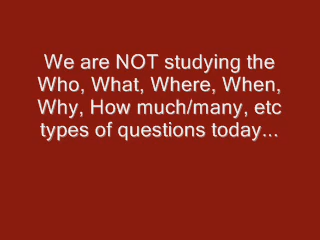 We are NOT studying the
Who, What, Where, When,
Why, How much/many, etc
types of questions today...